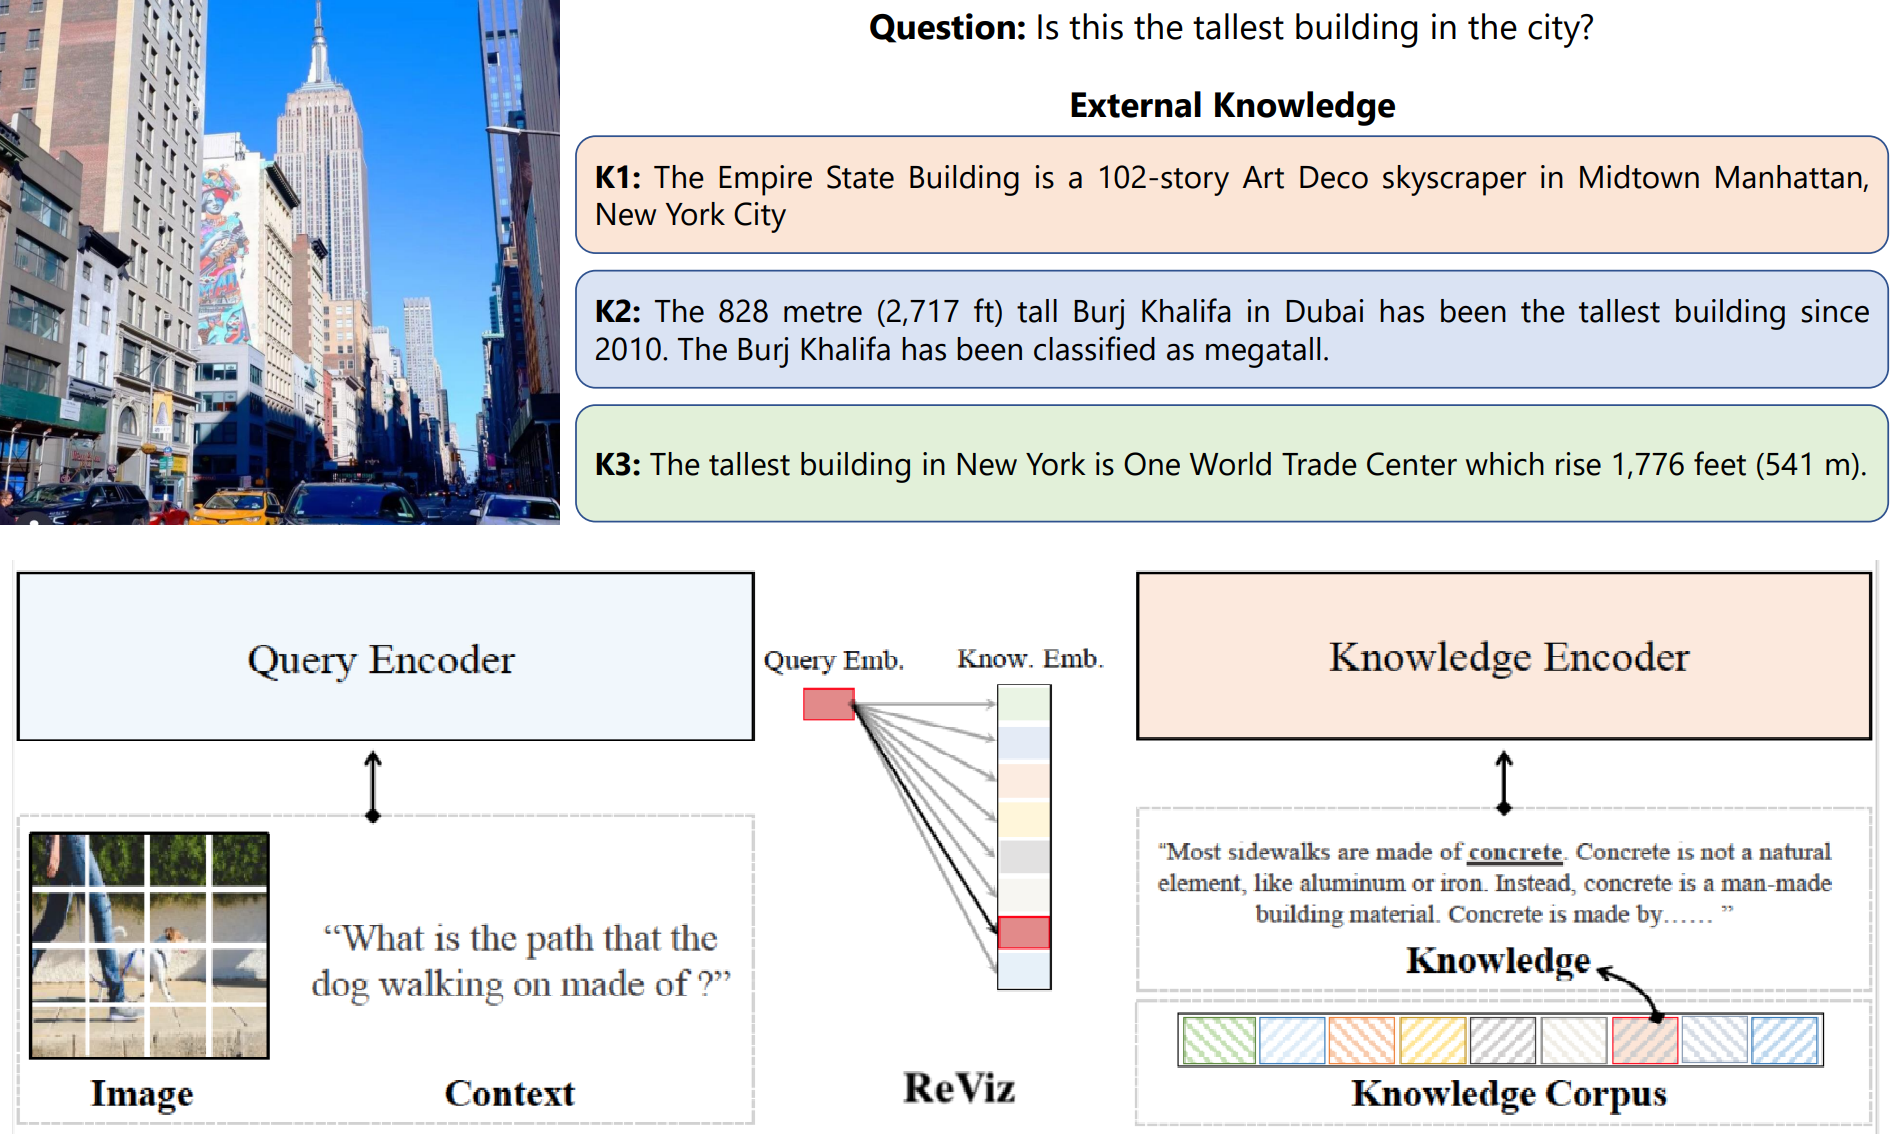 Question: Is this the tallest building in the city?
External Knowledge
K1: The Empire State Building is a 102-story Art Deco skyscraper in Midtown Manhattan,
New York City
K2: The 828 metre (2,717 ft) tall Burj Khalifa in Dubai has been the tallest building since
2010. The Burj Khalifa has been classified as megatall.
K3: The tallest building in New York is One World Trade Center which rise 1,776 feet (541 m).
Query Encoder
Query Emb.
Know. Emb.
Knowledge Encoder
“What is the path that the
dog walking on made of ?”
Image
Context
ReViz
“Most sidewalks are made of concrete. Concrete is not a natural
element, like aluminum or iron. Instead, concrete is a man-made
building material. Concrete is made by...... ”
Knowledge
Knowledge Corpus